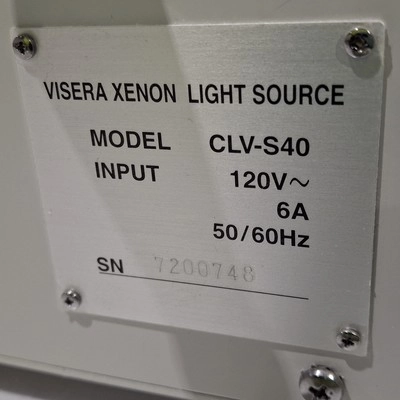 VISERA XENON LIGHT SOURCE
MODEL CLV-S40
INPUT 120V~
6A
50/60Hz
SN 7200748